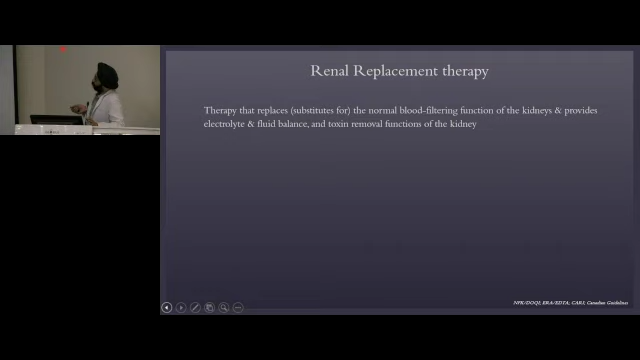 Renal Replacement therapy
Therapy that replaces (substitutes for) the normal blood-filtering function of the kidneys & provides
electrolyte & fluid balance, and toxin removal functions of the kidney
NFK/DOQI; ERA/EDTA; CARI; Canadian Guidelines